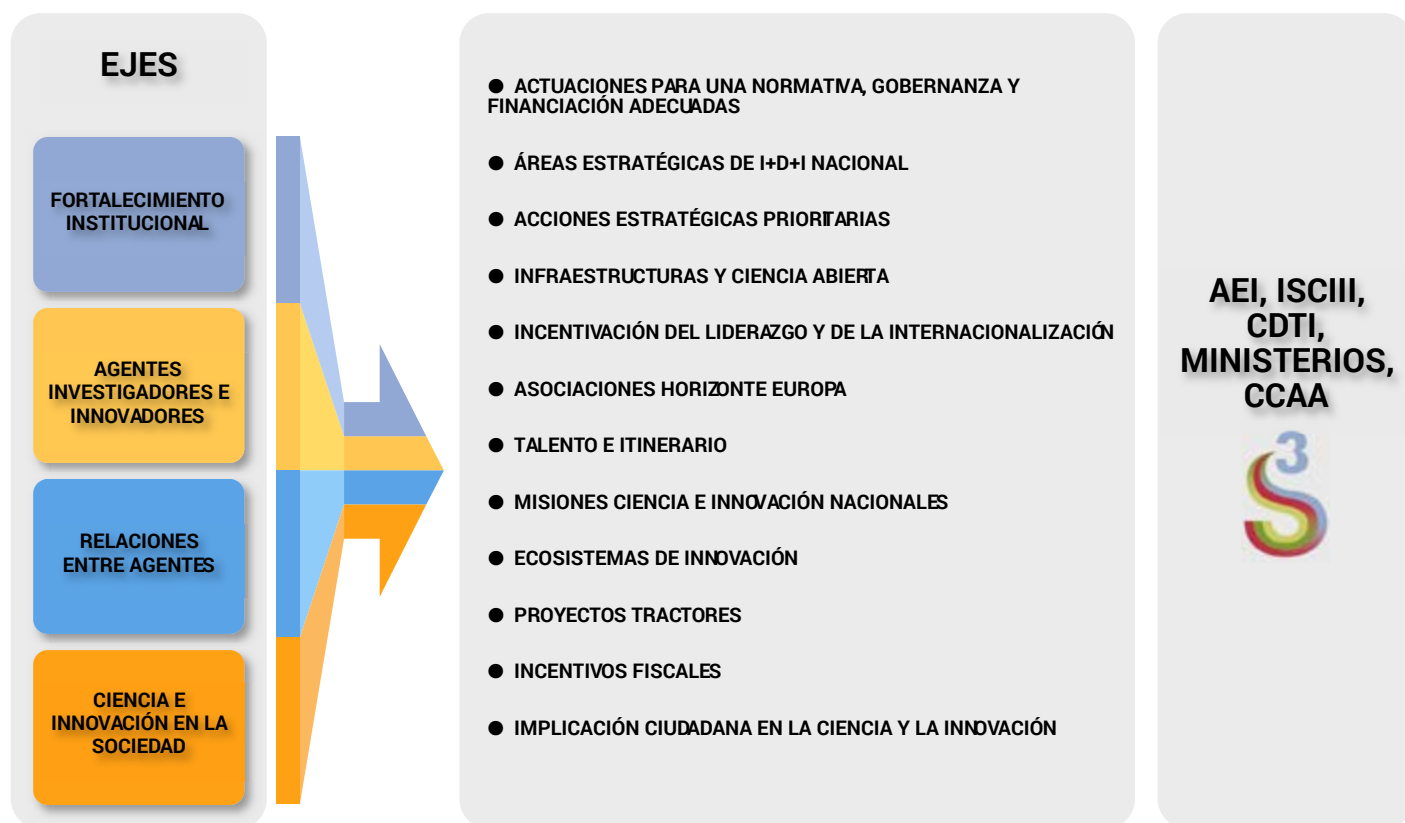 EJES
FORTALECIMIENTO
INSTITUCIONAL
AGENTES
INVESTIGADORES E
INNOVADORES
RELACIONES
ENTRE AGENTES
CIENCIA E
INNOVACIÓN EN LA
SOCIEDAD
● ACTUACIONES PARA UNA NORMATIVA, GOBERNANZA Y
FINANCIACIÓN ADECUADAS
● ÁREAS ESTRATÉGICAS DE I+D+I NACIONAL
● ACCIONES ESTRATÉGICAS PRIORITARIAS
● INFRAESTRUCTURAS Y CIENCIA ABIERTA
● INCENTIVACIÓN DEL LIDERAZGO Y DE LA INTERNACIONALIZACIÓN
● ASOCIACIONES HORIZONTE EUROPA
● TALENTO E ITINERARIO
● MISIONES CIENCIA E INNOVACIÓN NACIONALES
● ECOSISTEMAS DE INNOVACIÓN
● PROYECTOS TRACTORES
● INCENTIVOS FISCALES
● IMPLICACIÓN CIUDADANA EN LA CIENCIA Y LA INNOVACIÓN
AEI, ISCIII,
CDTI,
MINISTERIOS,
CCAA
S3